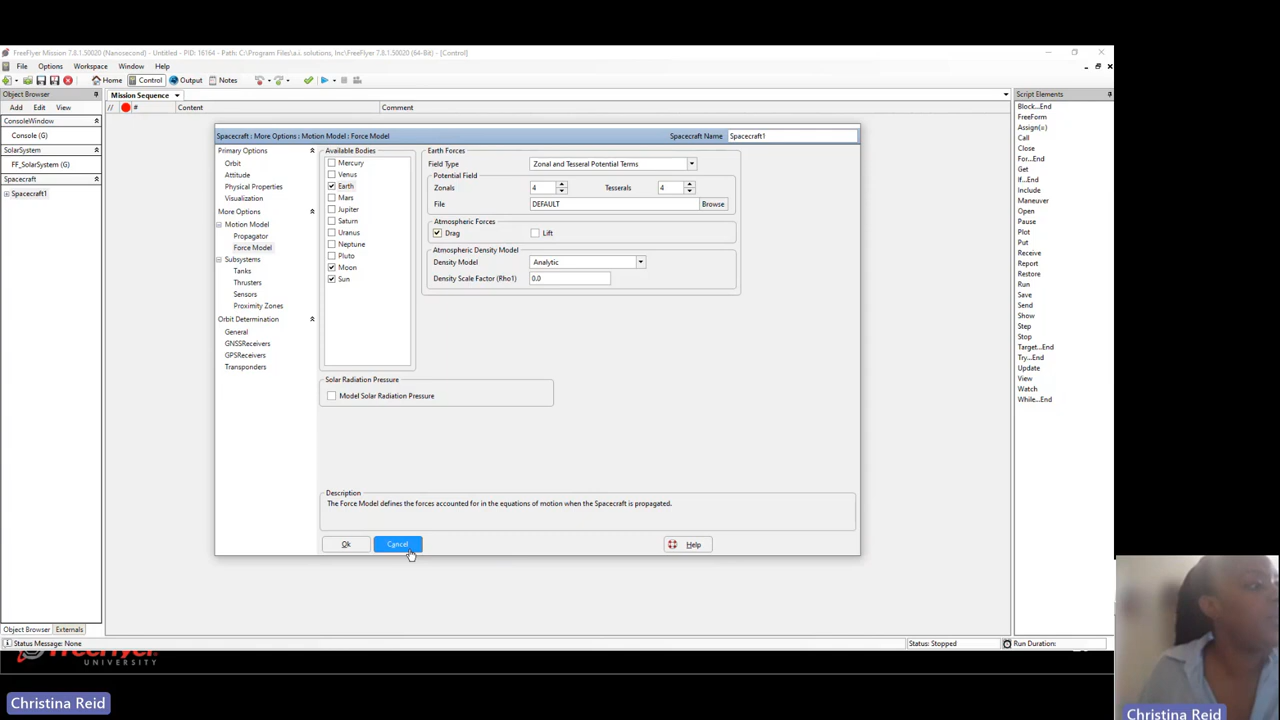 FreeFlyer Mission 7.8.1.50020 (Nanosecond) - Untitled - PID: 16164 - Path: C:\Program Files\a.i. solutions, Inc\FreeFlyer 7.8.1.50020 (64-Bit) - [Control]
File Options Workspace Window Help
Home Control Output Notes
Object Browser
Add Edit View
ConsoleWindow
Console (G)
SolarSystem
FF_SolarSystem (G)
Spacecraft
Spacecraft1
Mission Sequence
// # Content Comment
Spacecraft : More Options : Motion Model : Force Model Spacecraft Name Spacecraft1
Primary Options
Orbit
Attitude
Physical Properties
Visualization
More Options
Motion Model
Propagator
Force Model
Subsystems
Tanks
Thrusters
Sensors
Proximity Zones
Orbit Determination
General
GNSSReceivers
GPSReceivers
Transponders
Available Bodies
Mercury
Venus
Earth
Mars
Jupiter
Saturn
Uranus
Neptune
Pluto
Moon
Sun
Earth Forces
Field Type Zonal and Tesseral Potential Terms
Potential Field
Zonals 4 Tesserals 4
File DEFAULT Browse
Atmospheric Forces
Drag Lift
Atmospheric Density Model
Density Model Analytic
Density Scale Factor (Rho1) 0.0
Solar Radiation Pressure
Model Solar Radiation Pressure
Description
The Force Model defines the forces accounted for in the equations of motion when the Spacecraft is propagated.
Ok Cancel Help
Script Elements
Block...End
FreeForm
Assign(=)
Call
Close
For...End
Get
If...End
Include
Maneuver
Open
Pause
Plot
Put
Receive
Report
Restore
Run
Save
Send
Show
Step
Stop
Target...End
Try...End
Update
View
Watch
While...End
Object Browser Externals
Status Message: None Status: Stopped Run Duration:
FreeFlyer
UNIVERSITY
Christina Reid
Christina Reid